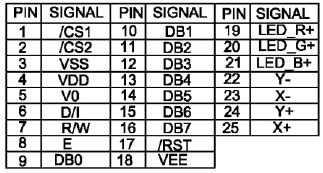 PIN SIGNAL PIN SIGNAL PIN SIGNAL
1 /CS1 10 DB1 19 LED_R+
2 /CS2 11 DB2 20 LED_G+
3 VSS 12 DB3 21 LED_B+
4 VDD 13 DB4 22 Y-
5 V0 14 DB5 23 X-
6 D/I 15 DB6 24 Y+
7 R/W 16 DB7 25 X+
8 E 17 /RST
9 DB0 18 VEE